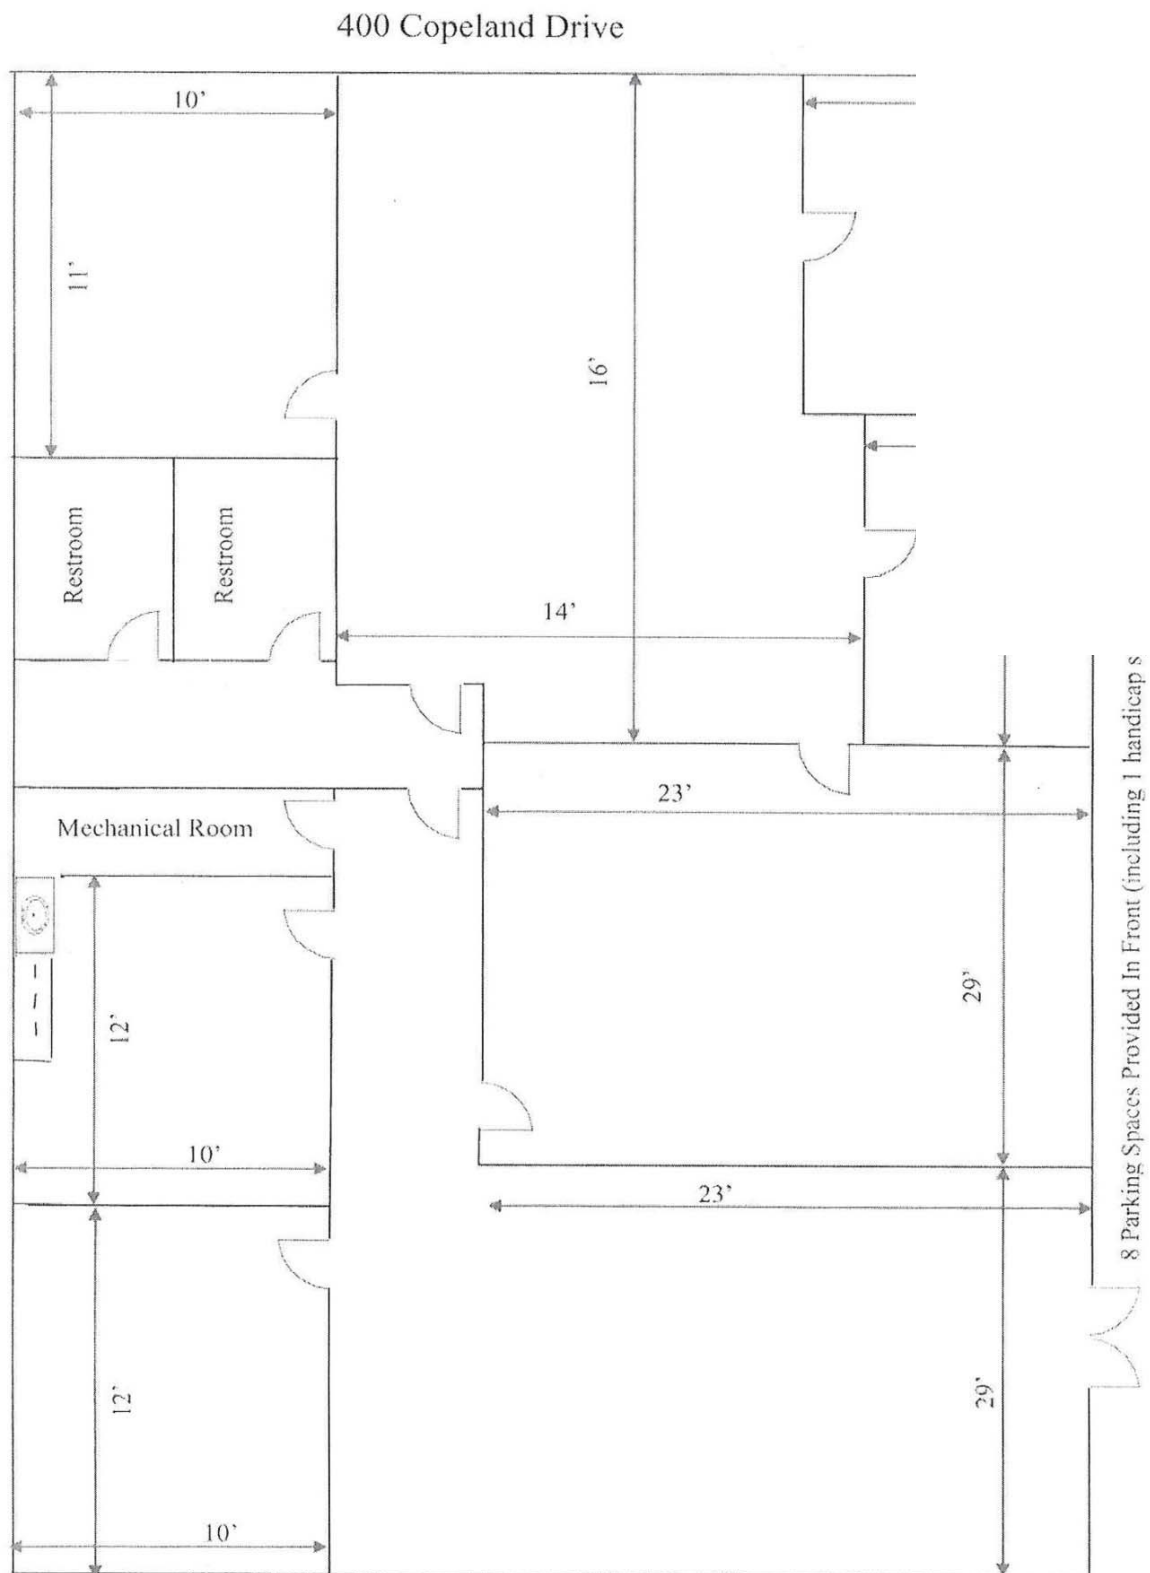 400 Copeland Drive
10'
11'
16'
Restroom
Restroom
14'
Mechanical Room
23'
12'
29'
10'
23'
12'
29'
10'
8 Parking Spaces Provided In Front (including 1 handicap s